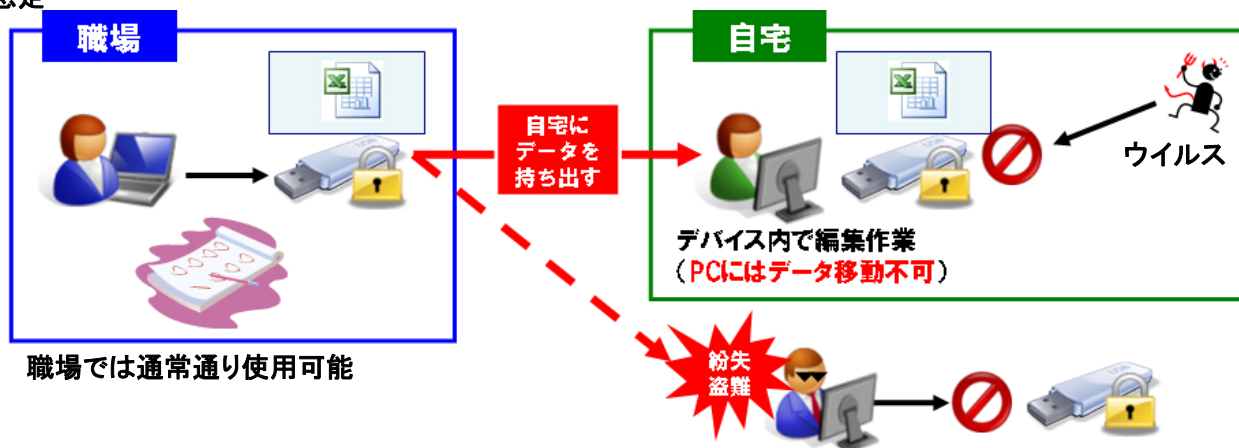 職場
自宅
自宅に
データを
持ち出す
ウイルス
デバイス内で編集作業
（PCにはデータ移動不可）
職場では通常通り使用可能
紛失
盗難